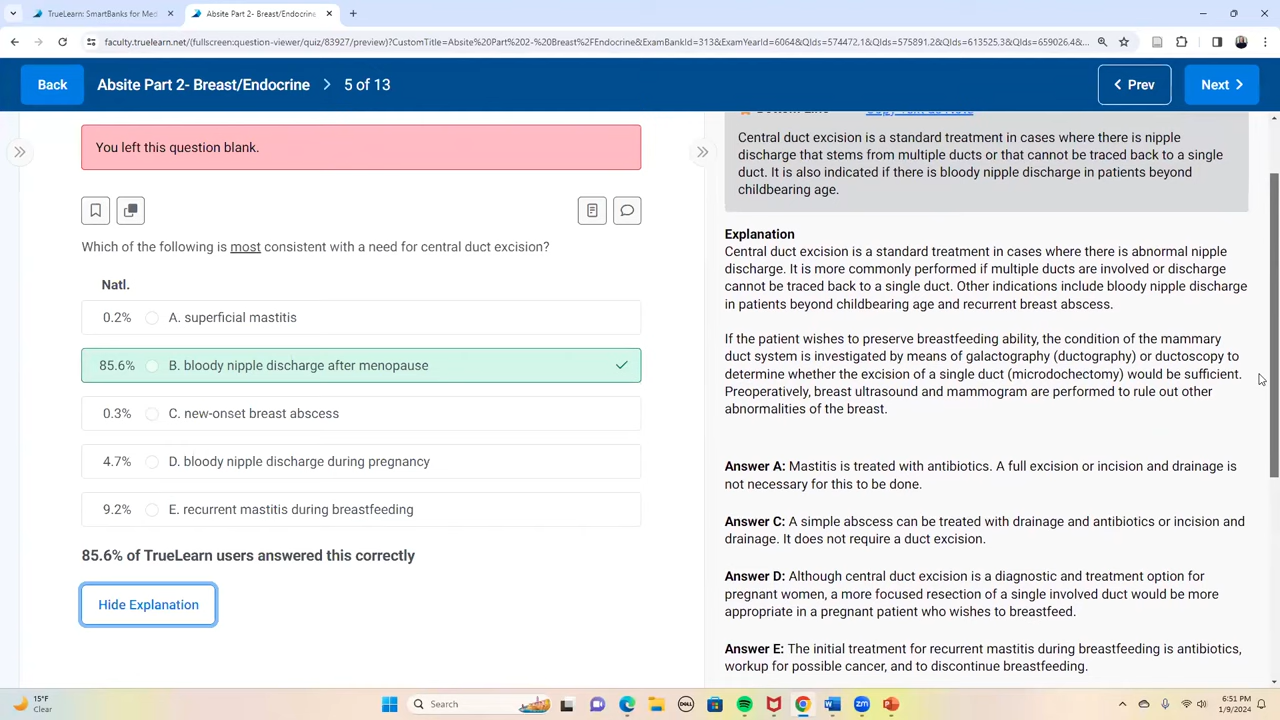 TrueLearn: SmartBanks for Med
Absite Part 2- Breast/Endocrine
faculty.truelearn.net/(fullscreen:question-viewer/quiz/83927/preview)?CustomTitle=Absite%20Part%202-%20Breast%2FEndocrine&ExamBankId=313&ExamYearId=6064&QIds=574472,1&QIds=575891,2&QIds=613525,3&QIds=659026,4&...
Back
Absite Part 2- Breast/Endocrine
5 of 13
Prev
Next
You left this question blank.
Which of the following is most consistent with a need for central duct excision?
Natl.
0.2% A. superficial mastitis
85.6% B. bloody nipple discharge after menopause
0.3% C. new-onset breast abscess
4.7% D. bloody nipple discharge during pregnancy
9.2% E. recurrent mastitis during breastfeeding
85.6% of TrueLearn users answered this correctly
Hide Explanation
Central duct excision is a standard treatment in cases where there is nipple
discharge that stems from multiple ducts or that cannot be traced back to a single
duct. It is also indicated if there is bloody nipple discharge in patients beyond
childbearing age.
Explanation
Central duct excision is a standard treatment in cases where there is abnormal nipple
discharge. It is more commonly performed if multiple ducts are involved or discharge
cannot be traced back to a single duct. Other indications include bloody nipple discharge
in patients beyond childbearing age and recurrent breast abscess.
If the patient wishes to preserve breastfeeding ability, the condition of the mammary
duct system is investigated by means of galactography (ductography) or ductoscopy to
determine whether the excision of a single duct (microdochectomy) would be sufficient.
Preoperatively, breast ultrasound and mammogram are performed to rule out other
abnormalities of the breast.
Answer A: Mastitis is treated with antibiotics. A full excision or incision and drainage is
not necessary for this to be done.
Answer C: A simple abscess can be treated with drainage and antibiotics or incision and
drainage. It does not require a duct excision.
Answer D: Although central duct excision is a diagnostic and treatment option for
pregnant women, a more focused resection of a single involved duct would be more
appropriate in a pregnant patient who wishes to breastfeed.
Answer E: The initial treatment for recurrent mastitis during breastfeeding is antibiotics,
workup for possible cancer, and to discontinue breastfeeding.
15°F
Clear
Search
DELL
zm
6:51 PM
1/9/2024